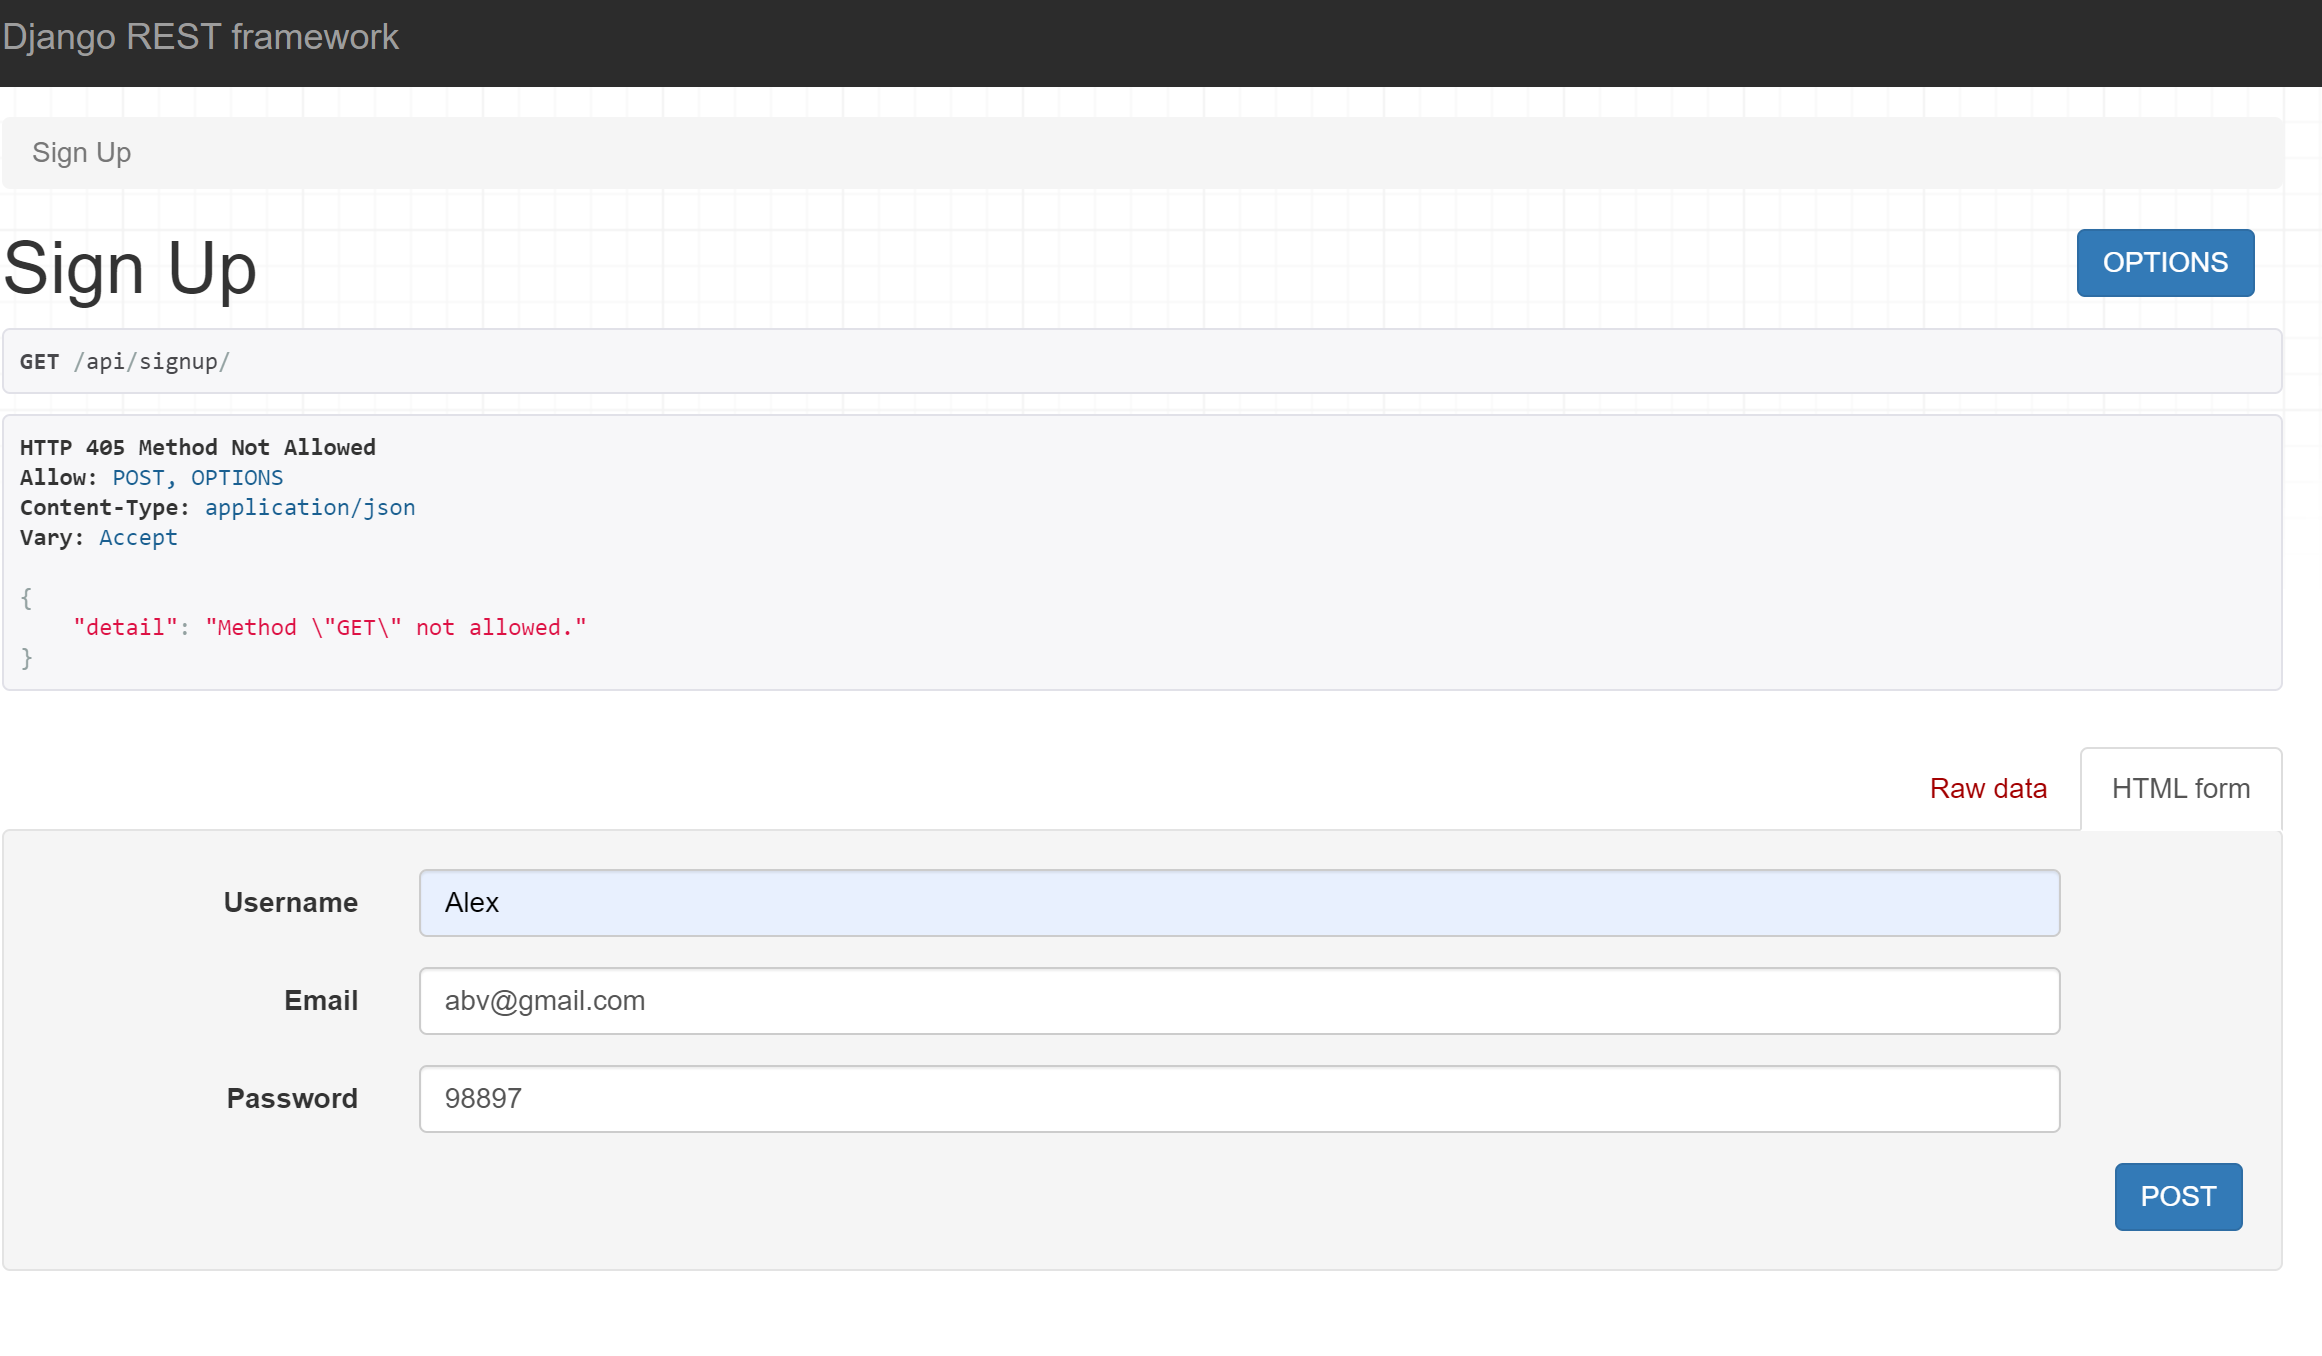 Django REST framework
Sign Up
Sign Up
OPTIONS
GET /api/signup/
HTTP 405 Method Not Allowed
Allow: POST, OPTIONS
Content-Type: application/json
Vary: Accept
{
    "detail": "Method \"GET\" not allowed."
}
Raw data
HTML form
Username
Alex
Email
abv@gmail.com
Password
98897
POST